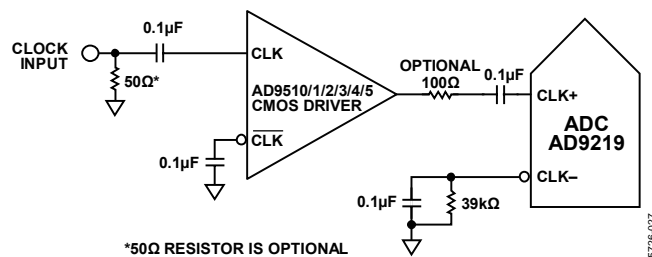 0.1µF
CLOCK
INPUT
50Ω*
CLK
AD9510/1/2/3/4/5
CMOS DRIVER
CLK
0.1µF
OPTIONAL
100Ω
0.1µF
CLK+
ADC
AD9219
CLK–
0.1µF
39kΩ
*50Ω RESISTOR IS OPTIONAL